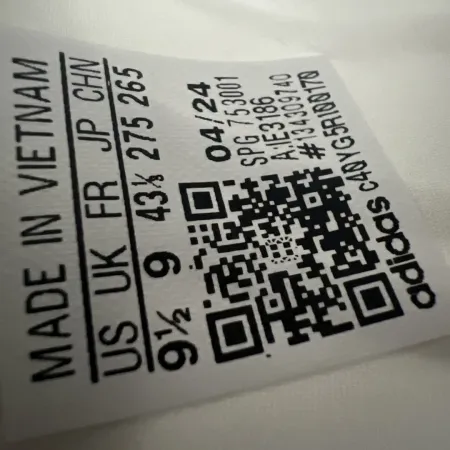 MADE IN VIETNAM
US UK FR JP CHN
9½ 9 43⅓ 275 265
04/24
SPG 753001
A:IE3186
#134309740
adidas C40YG5R100170